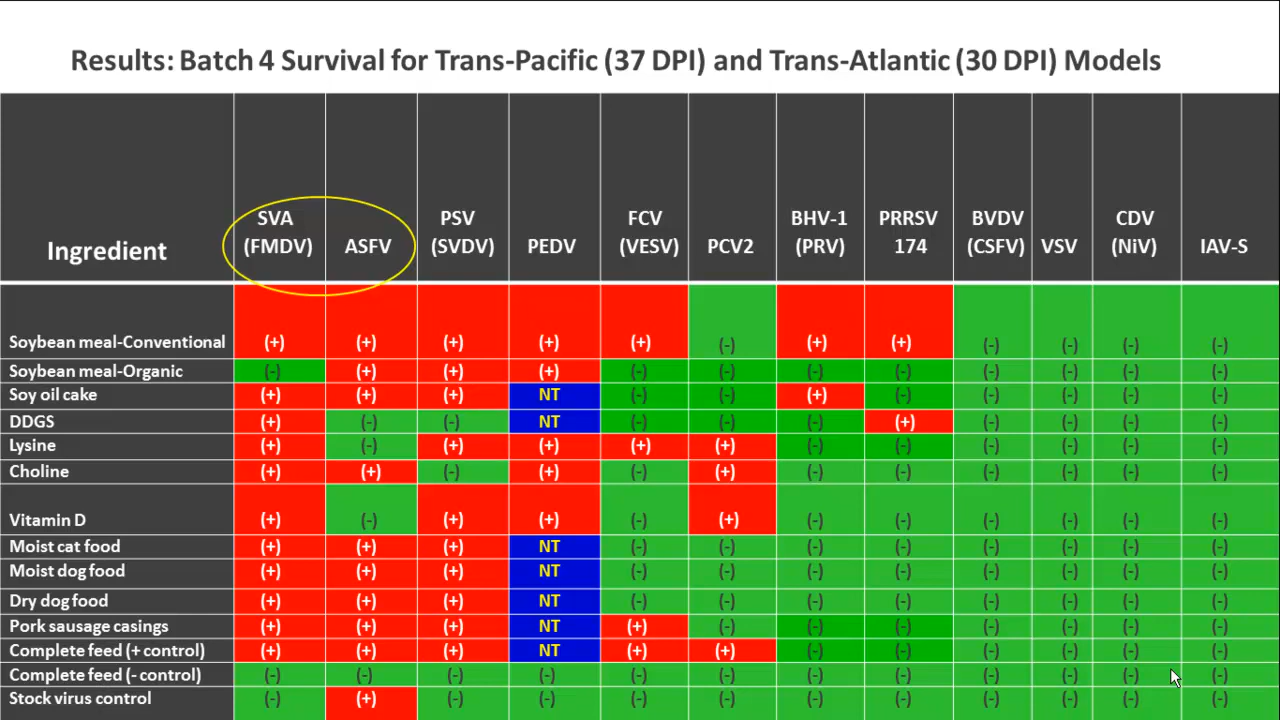 Results: Batch 4 Survival for Trans-Pacific (37 DPI) and Trans-Atlantic (30 DPI) Models
Ingredient SVA (FMDV) ASFV PSV (SVDV) PEDV FCV (VESV) PCV2 BHV-1 (PRV) PRRSV 174 BVDV (CSFV) VSV CDV (NiV) IAV-S
Soybean meal-Conventional (+) (+) (+) (+) (+) (-) (+) (+) (-) (-) (-) (-)
Soybean meal-Organic (-) (+) (+) (+) (-) (-) (-) (-) (-) (-) (-) (-)
Soy oil cake (+) (+) (+) NT (-) (-) (+) (-) (-) (-) (-) (-)
DDGS (+) (-) (-) NT (-) (-) (-) (+) (-) (-) (-) (-)
Lysine (+) (-) (+) (+) (+) (+) (-) (-) (-) (-) (-) (-)
Choline (+) (+) (-) (+) (-) (+) (-) (-) (-) (-) (-) (-)
Vitamin D (+) (-) (+) (+) (-) (+) (-) (-) (-) (-) (-) (-)
Moist cat food (+) (+) (+) NT (-) (-) (-) (-) (-) (-) (-) (-)
Moist dog food (+) (+) (+) NT (-) (-) (-) (-) (-) (-) (-) (-)
Dry dog food (+) (+) (+) NT (-) (-) (-) (-) (-) (-) (-) (-)
Pork sausage casings (+) (+) (+) NT (+) (-) (-) (-) (-) (-) (-) (-)
Complete feed (+ control) (+) (+) (+) NT (+) (+) (-) (-) (-) (-) (-) (-)
Complete feed (- control) (-) (-) (-) (-) (-) (-) (-) (-) (-) (-) (-) (-)
Stock virus control (-) (+) (-) (-) (-) (-) (-) (-) (-) (-) (-) (-)